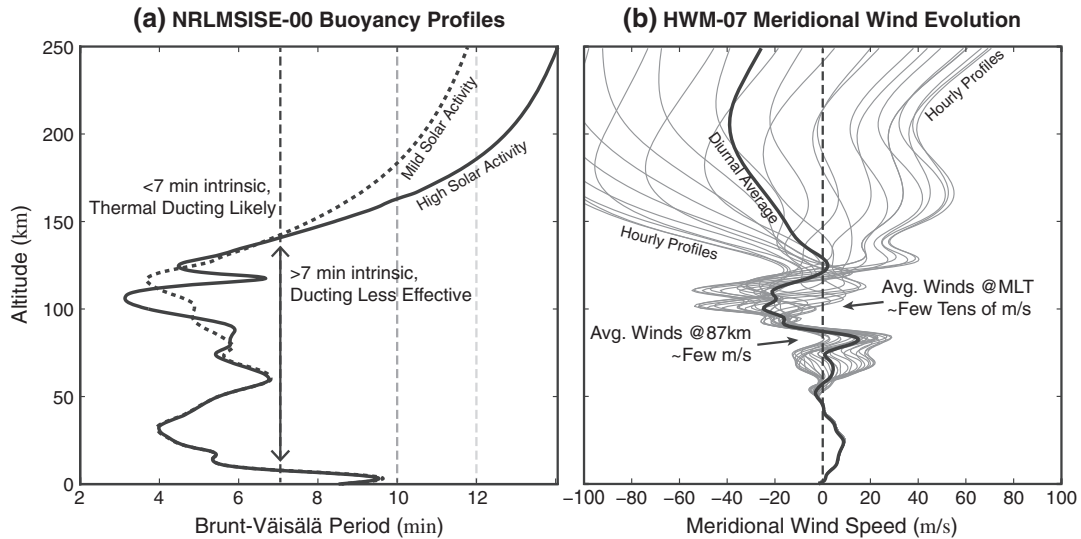 (a) NRLMSISE-00 Buoyancy Profiles
250
200
150
100
50
0
2
4
6
8
10
12
Altitude (km)
Brunt-Väisälä Period (min)
<7 min intrinsic,
Thermal Ducting Likely
>7 min intrinsic,
Ducting Less Effective
Mild Solar Activity
High Solar Activity
(b) HWM-07 Meridional Wind Evolution
Hourly Profiles
Diurnal Average
Hourly Profiles
Avg. Winds @MLT
~Few Tens of m/s
Avg. Winds @87km
~Few m/s
−100
−80
−60
−40
−20
0
20
40
60
80
100
Meridional Wind Speed (m/s)